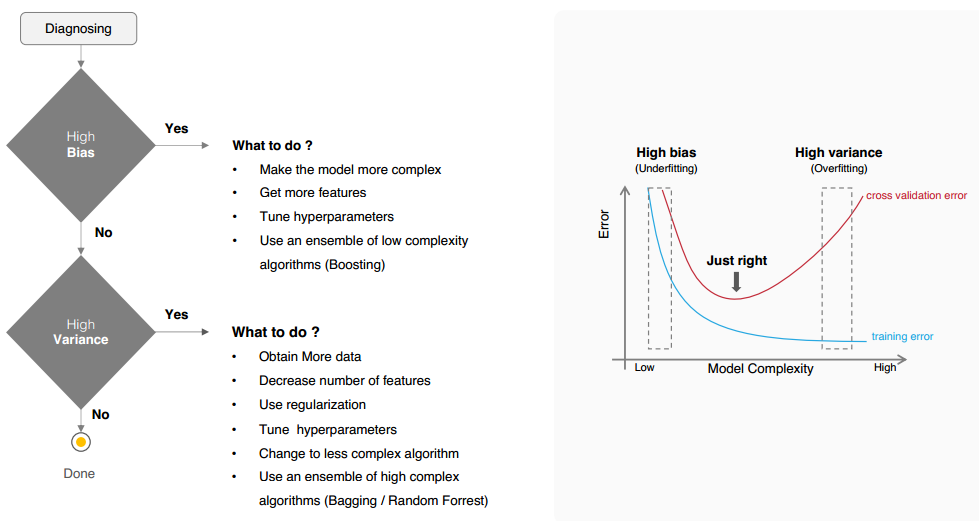 Diagnosing
High
Bias
Yes
What to do ?
• Make the model more complex
• Get more features
• Tune hyperparameters
• Use an ensemble of low complexity
algorithms (Boosting)
No
High
Variance
Yes
What to do ?
• Obtain More data
• Decrease number of features
• Use regularization
• Tune hyperparameters
• Change to less complex algorithm
• Use an ensemble of high complex
algorithms (Bagging / Random Forrest)
No
Done
High bias
(Underfitting)
High variance
(Overfitting)
cross validation error
Error
Just right
training error
Low
Model Complexity
High